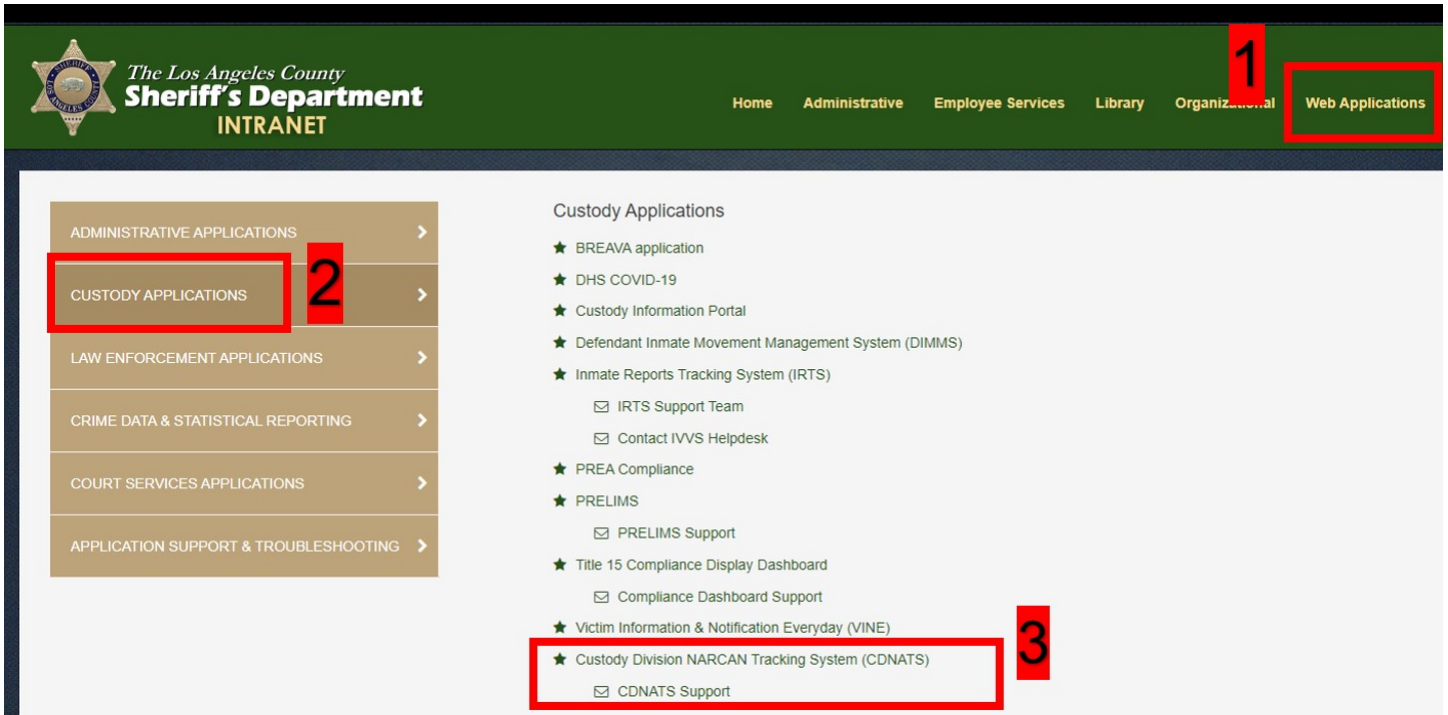 1
The Los Angeles County
Sheriff's Department
INTRANET
Home Administrative Employee Services Library Organizational Web Applications
ADMINISTRATIVE APPLICATIONS
2
CUSTODY APPLICATIONS
LAW ENFORCEMENT APPLICATIONS
CRIME DATA & STATISTICAL REPORTING
COURT SERVICES APPLICATIONS
APPLICATION SUPPORT & TROUBLESHOOTING
Custody Applications
BREAVA application
DHS COVID-19
Custody Information Portal
Defendant Inmate Movement Management System (DIMMS)
Inmate Reports Tracking System (IRTS)
IRTS Support Team
Contact IVVS Helpdesk
PREA Compliance
PRELIMS
PRELIMS Support
Title 15 Compliance Display Dashboard
Compliance Dashboard Support
Victim Information & Notification Everyday (VINE)
3
Custody Division NARCAN Tracking System (CDNATS)
CDNATS Support